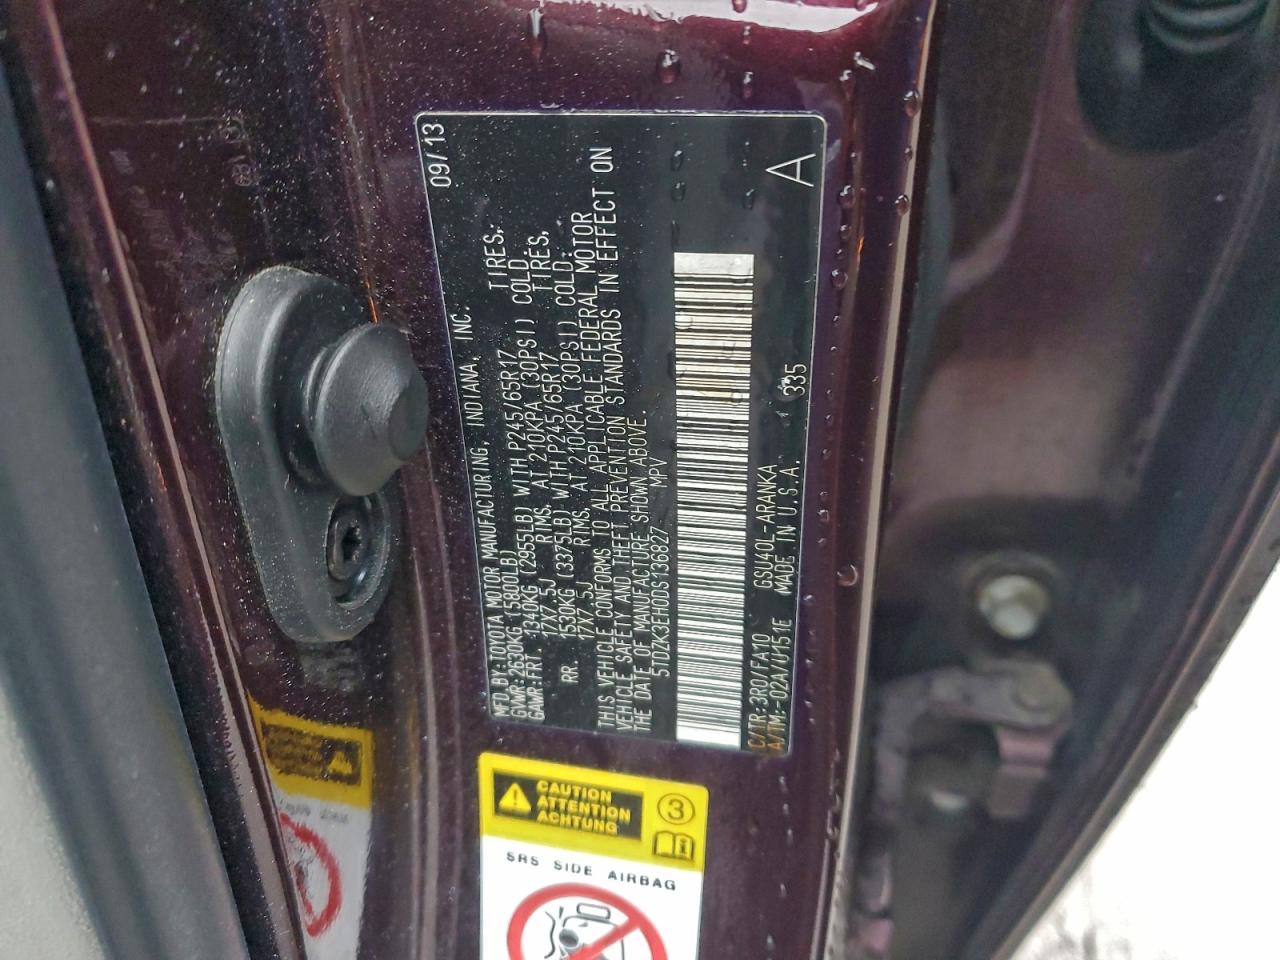 MFD.BY:TOYOTA MOTOR MANUFACTURING, INDIANA, INC. 09/13
GVWR:2630KG (5800LB)
GAWR:FRT. 1340KG (2955LB) WITH P245/65R17 TIRES,
17X7.5J RIMS, AT 210KPA (30PSI) COLD.
RR. 1530KG (3375LB) WITH P245/65R17 TIRES,
17X7.5J RIMS, AT 210KPA (30PSI) COLD.
THIS VEHICLE CONFORMS TO ALL APPLICABLE FEDERAL MOTOR
VEHICLE SAFETY AND THEFT PREVENTION STANDARDS IN EFFECT ON
THE DATE OF MANUFACTURE SHOWN ABOVE.
5TDZK3EH0DS136827 MPV
C/TR:3R0/FA10 GSU40L-ARANKA
A/TM:-02A/U151E MADE IN U.S.A. 335 A
CAUTION
ATTENTION
ACHTUNG
3
SRS SIDE AIRBAG